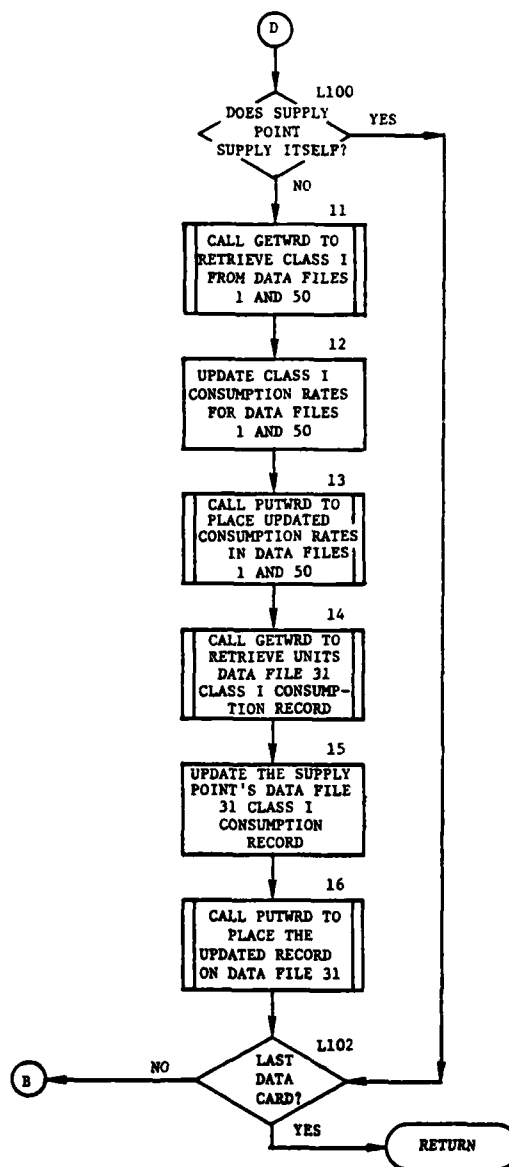 D
L100
DOES SUPPLY
POINT
SUPPLY ITSELF?
YES
NO
11
CALL GETWRD TO
RETRIEVE CLASS I
FROM DATA FILES
1 AND 50
12
UPDATE CLASS I
CONSUMPTION RATES
FOR DATA FILES
1 AND 50
13
CALL PUTWRD TO
PLACE UPDATED
CONSUMPTION RATES
IN DATA FILES
1 AND 50
14
CALL GETWRD TO
RETRIEVE UNITS
DATA FILE 31
CLASS I CONSUMP-
TION RECORD
15
UPDATE THE SUPPLY
POINT'S DATA FILE
31 CLASS I
CONSUMPTION
RECORD
16
CALL PUTWRD TO
PLACE THE
UPDATED RECORD
ON DATA FILE 31
L102
LAST
DATA
CARD?
NO
B
YES
RETURN